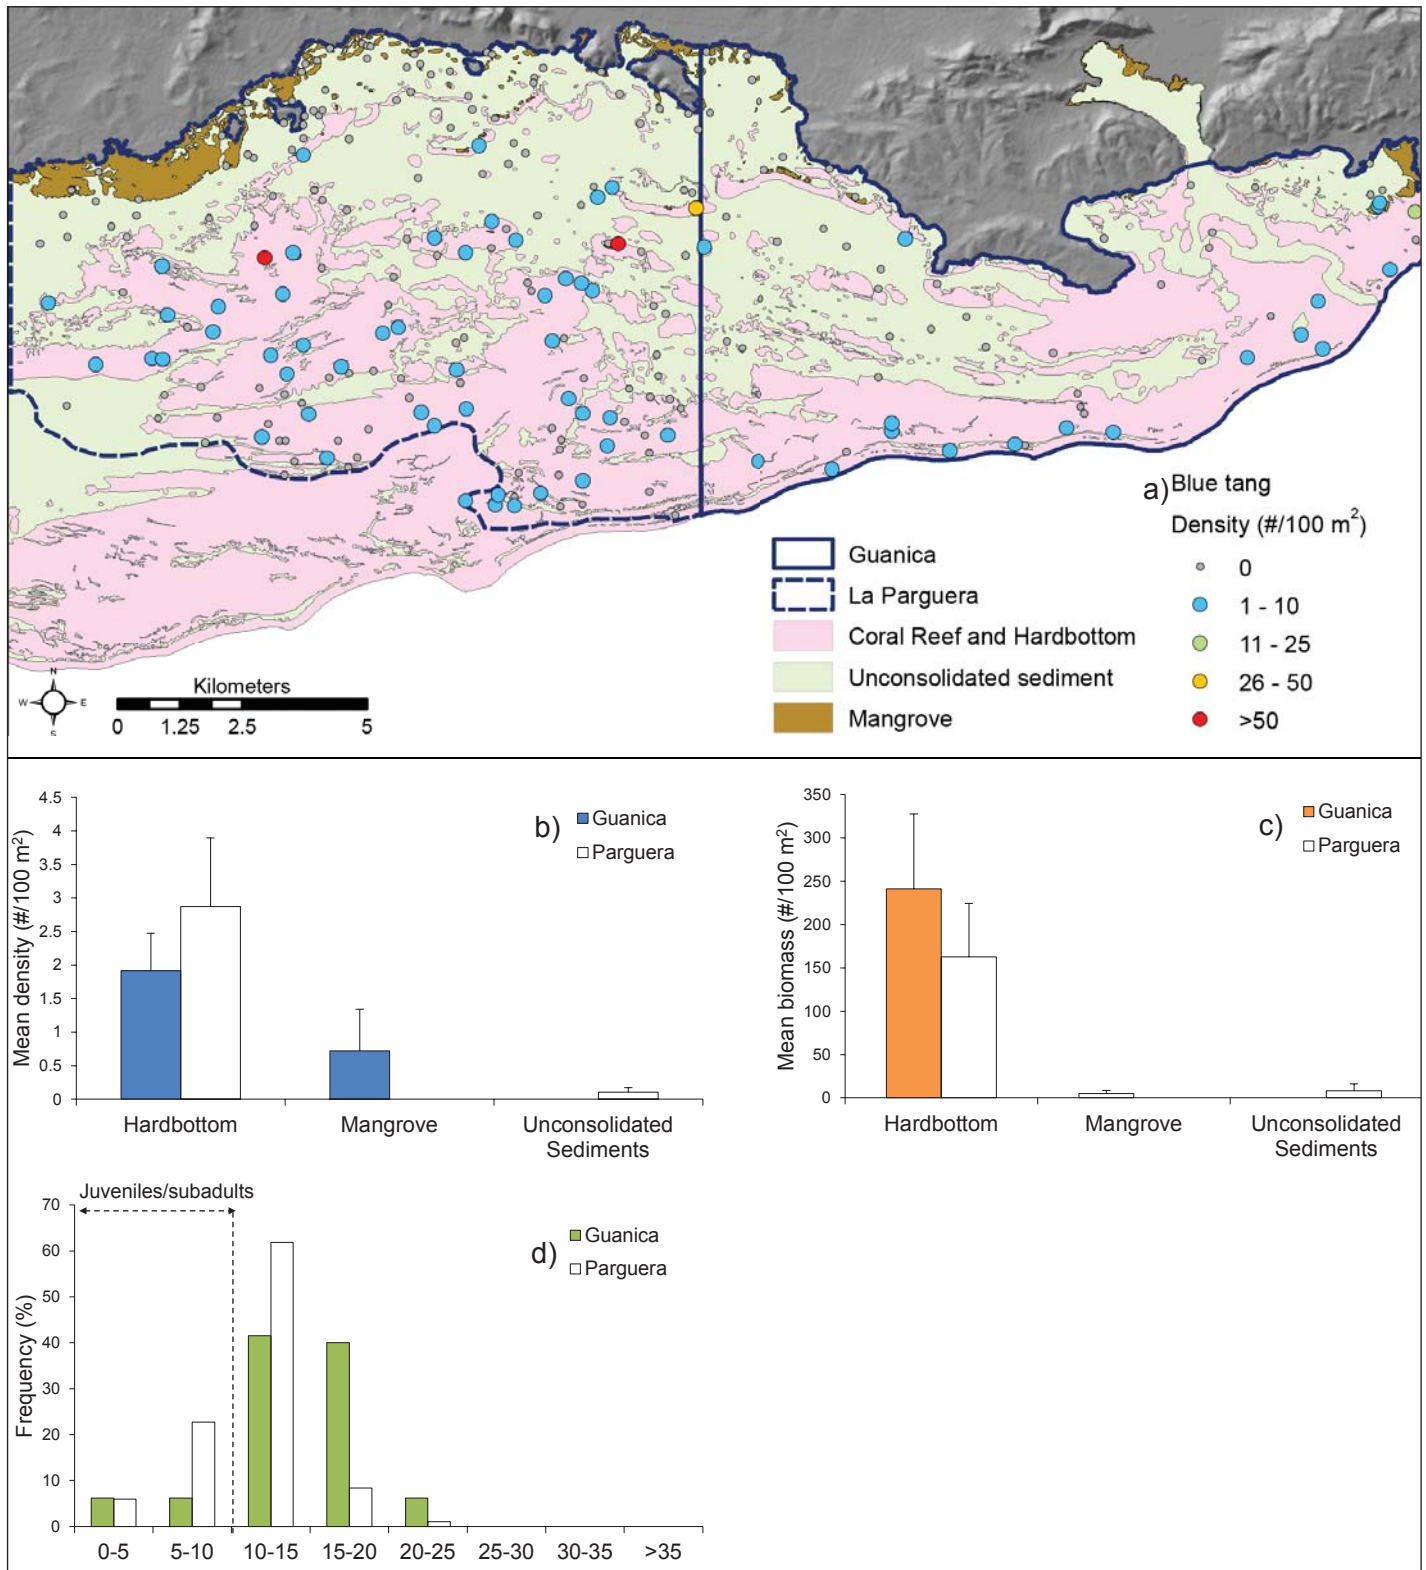 a) Blue tang
Density (#/100 m²)
0
1 - 10
11 - 25
26 - 50
>50
Guanica
La Parguera
Coral Reef and Hardbottom
Unconsolidated sediment
Mangrove
N
W E
S
Kilometers
0 1.25 2.5 5
b)
Guanica
Parguera
Mean density (#/100 m²)
4.5
4
3.5
3
2.5
2
1.5
1
0.5
0
Hardbottom Mangrove Unconsolidated
Sediments
c)
Guanica
Parguera
Mean biomass (#/100 m²)
350
300
250
200
150
100
50
0
Hardbottom Mangrove Unconsolidated
Sediments
Juveniles/subadults
d)
Guanica
Parguera
Frequency (%)
70
60
50
40
30
20
10
0
0-5 5-10 10-15 15-20 20-25 25-30 30-35 >35